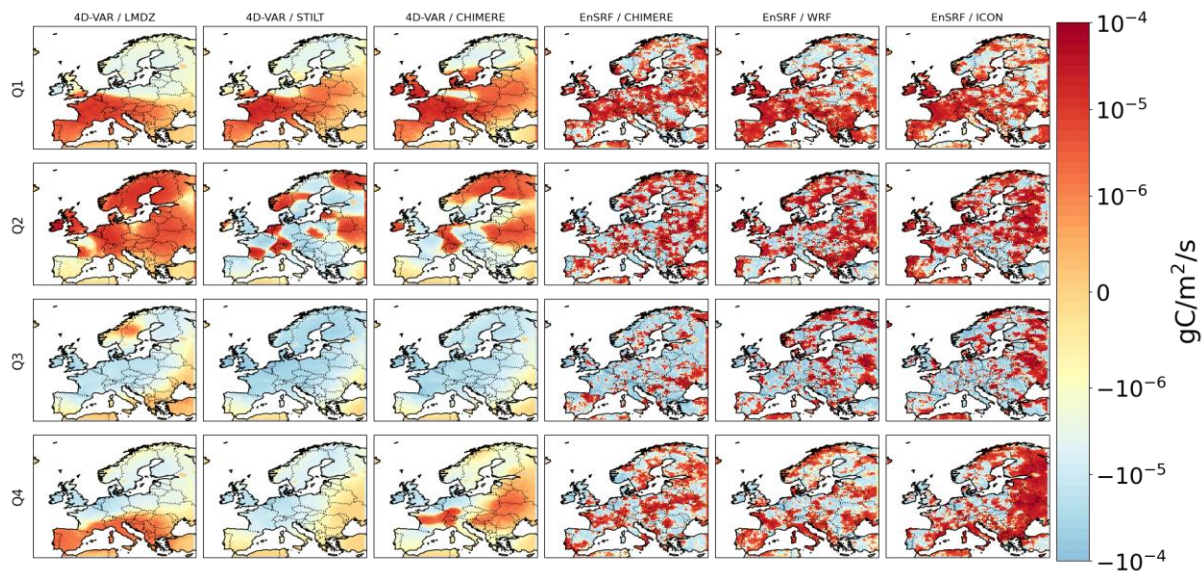 4D-VAR / LMDZ 4D-VAR / STILT 4D-VAR / CHIMERE EnSRF / CHIMERE EnSRF / WRF EnSRF / ICON
Q1
Q2
Q3
Q4
10⁻⁴
10⁻⁵
10⁻⁶
0
−10⁻⁶
−10⁻⁵
−10⁻⁴
gC/m²/s